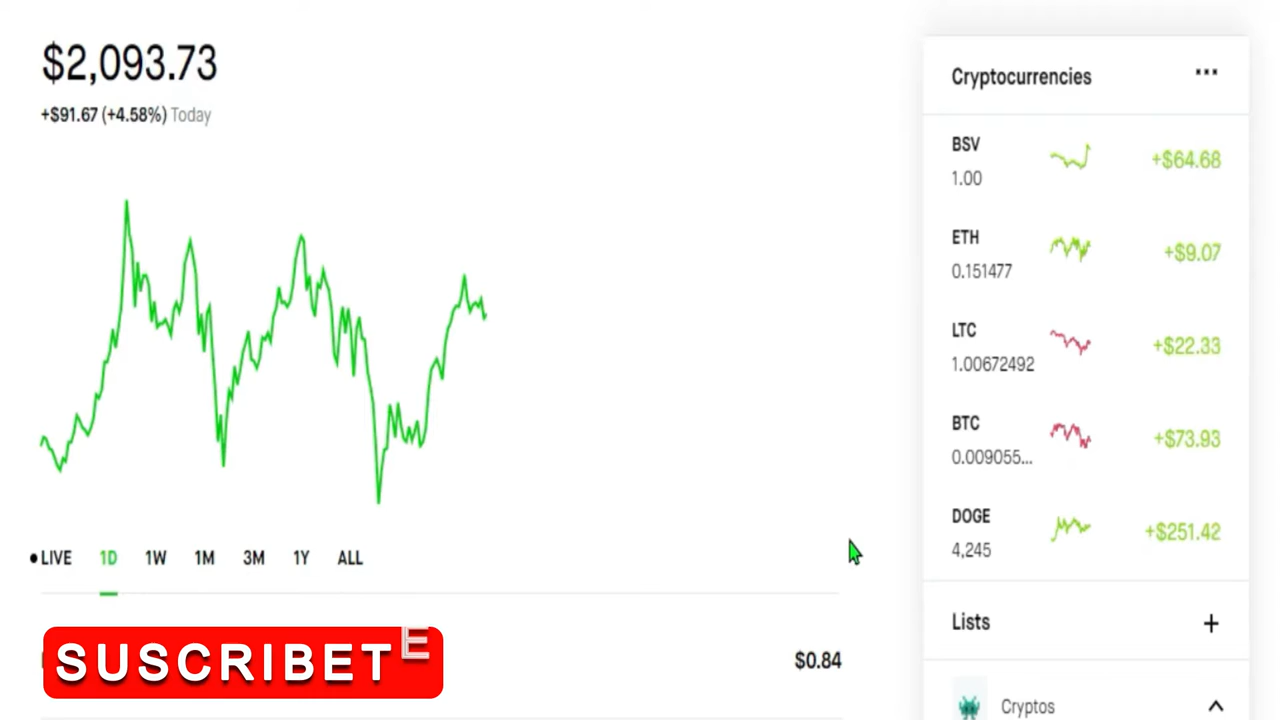 $2,093.73
+$91.67 (+4.58%) Today
LIVE 1D 1W 1M 3M 1Y ALL
SUSCRIBETE
$0.84
Cryptocurrencies
BSV
1.00
+$64.68
ETH
0.151477
+$9.07
LTC
1.00672492
+$22.33
BTC
0.009055...
+$73.93
DOGE
4,245
+$251.42
Lists
Cryptos